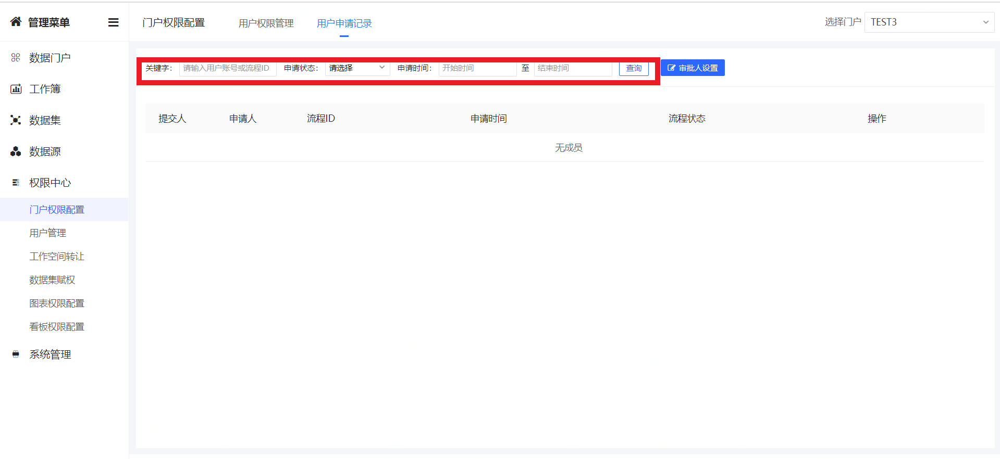 管理菜单
门户权限配置 用户权限管理 用户申请记录 选择门户 TEST3
数据门户
工作簿
数据集
数据源
权限中心
门户权限配置
用户管理
工作空间转让
数据集赋权
图表权限配置
看板权限配置
系统管理
关键字： 请输入用户账号或流程ID 申请状态： 请选择 申请时间： 开始时间 至 结束时间 查询 审批人设置
提交人 申请人 流程ID 申请时间 流程状态 操作
无成员